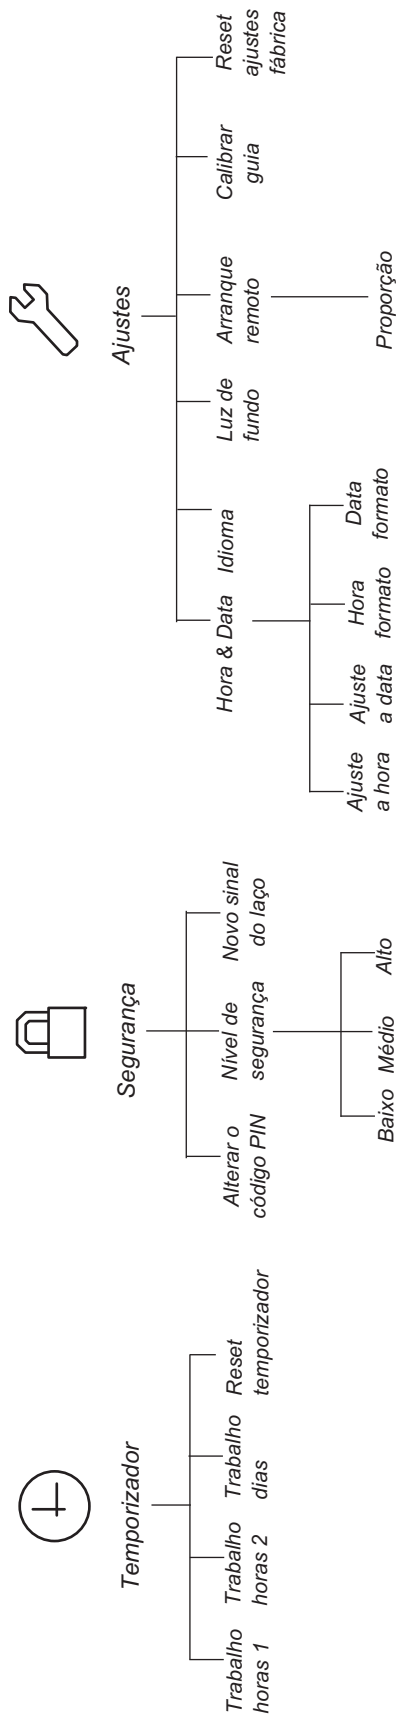 Temporizador
Trabalho
horas 1
Trabalho
horas 2
Trabalho
dias
Reset
temporizador
Segurança
Alterar o
código PIN
Nível de
segurança
Novo sinal
do laço
Baixo
Médio
Alto
Ajustes
Hora & Data
Idioma
Luz de
fundo
Arranque
remoto
Calibrar
guia
Reset
ajustes
fábrica
Ajuste
a hora
Ajuste
a data
Hora
formato
Data
formato
Proporção